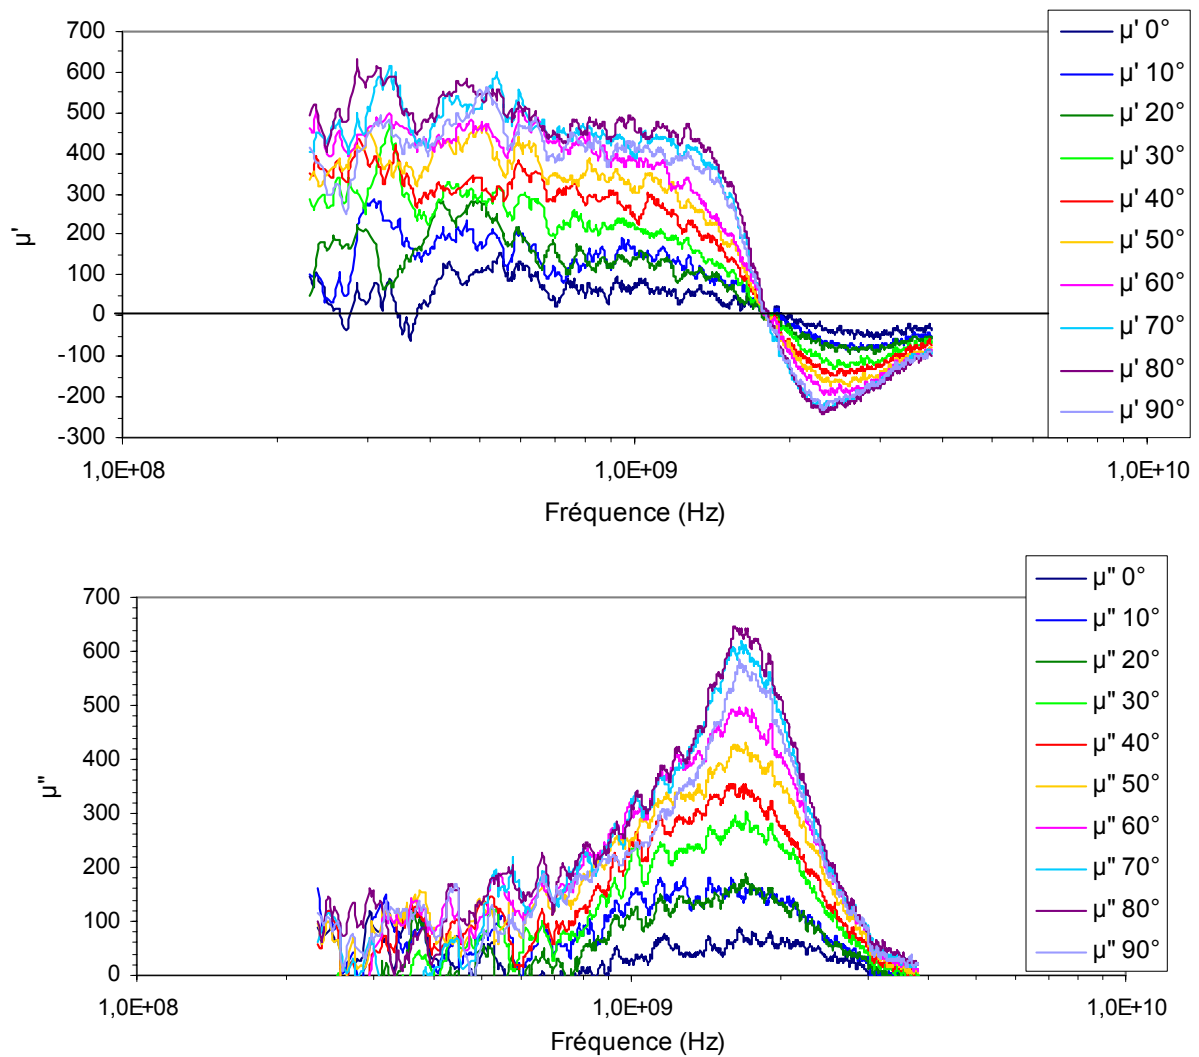 700
600
500
400
300
200
100
0
-100
-200
-300
µ'
1,0E+08
1,0E+09
1,0E+10
Fréquence (Hz)
µ' 0°
µ' 10°
µ' 20°
µ' 30°
µ' 40°
µ' 50°
µ' 60°
µ' 70°
µ' 80°
µ' 90°
700
600
500
400
300
200
100
0
µ"
1,0E+08
1,0E+09
1,0E+10
Fréquence (Hz)
µ" 0°
µ" 10°
µ" 20°
µ" 30°
µ" 40°
µ" 50°
µ" 60°
µ" 70°
µ" 80°
µ" 90°